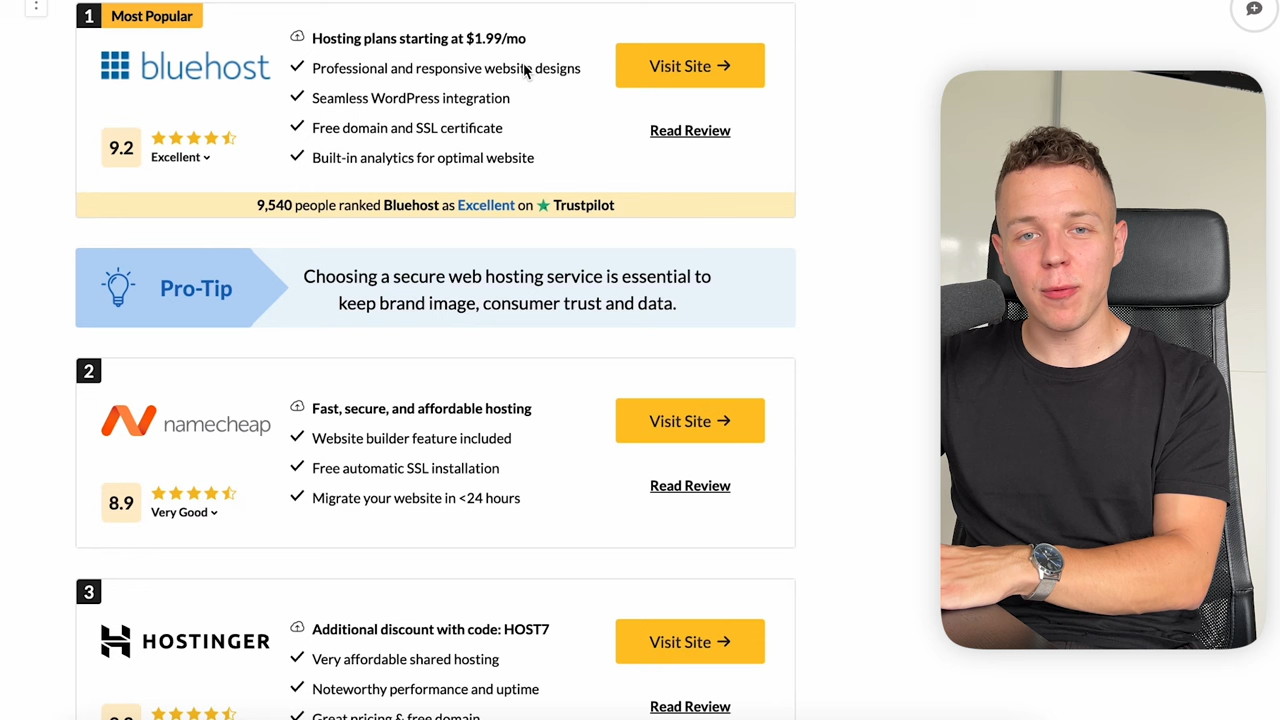 1 Most Popular
bluehost
Hosting plans starting at $1.99/mo
Professional and responsive website designs
Seamless WordPress integration
Free domain and SSL certificate
Built-in analytics for optimal website
9.2
Excellent
Visit Site →
Read Review
9,540 people ranked Bluehost as Excellent on ★ Trustpilot
Pro-Tip
Choosing a secure web hosting service is essential to
keep brand image, consumer trust and data.
2
namecheap
Fast, secure, and affordable hosting
Website builder feature included
Free automatic SSL installation
Migrate your website in <24 hours
8.9
Very Good
Visit Site →
Read Review
3
HOSTINGER
Additional discount with code: HOST7
Very affordable shared hosting
Noteworthy performance and uptime
Great pricing & free domain
Visit Site →
Read Review